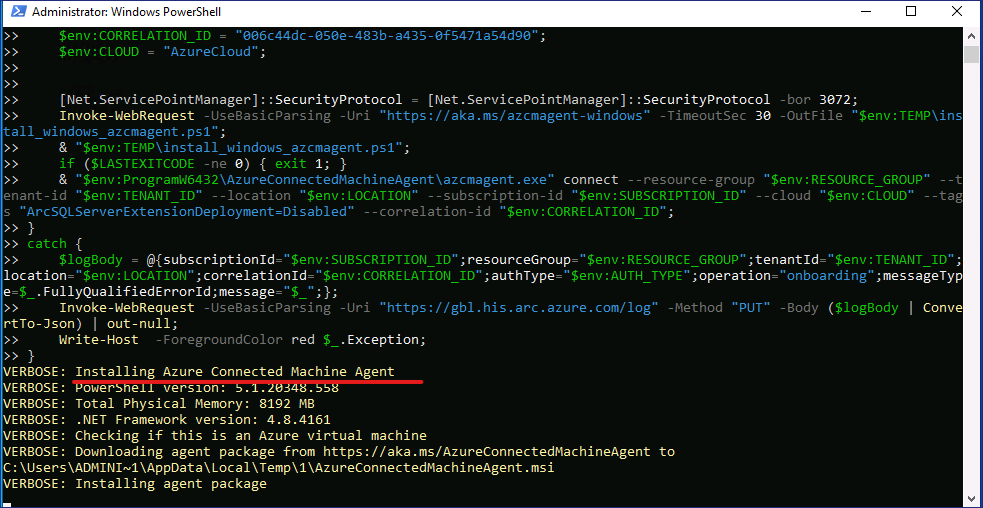 Administrator: Windows PowerShell
>>     $env:CORRELATION_ID = "006c44dc-050e-483b-a435-0f5471a54d90";
>>     $env:CLOUD = "AzureCloud";
>>
>>
>>     [Net.ServicePointManager]::SecurityProtocol = [Net.ServicePointManager]::SecurityProtocol -bor 3072;
>>     Invoke-WebRequest -UseBasicParsing -Uri "https://aka.ms/azcmagent-windows" -TimeoutSec 30 -OutFile "$env:TEMP\ins
tall_windows_azcmagent.ps1";
>>     & "$env:TEMP\install_windows_azcmagent.ps1";
>>     if ($LASTEXITCODE -ne 0) { exit 1; }
>>     & "$env:ProgramW6432\AzureConnectedMachineAgent\azcmagent.exe" connect --resource-group "$env:RESOURCE_GROUP" --t
enant-id "$env:TENANT_ID" --location "$env:LOCATION" --subscription-id "$env:SUBSCRIPTION_ID" --cloud "$env:CLOUD" --tag
s "ArcSQLServerExtensionDeployment=Disabled" --correlation-id "$env:CORRELATION_ID";
>> }
>> catch {
>>     $logBody = @{subscriptionId="$env:SUBSCRIPTION_ID";resourceGroup="$env:RESOURCE_GROUP";tenantId="$env:TENANT_ID";
location="$env:LOCATION";correlationId="$env:CORRELATION_ID";authType="$env:AUTH_TYPE";operation="onboarding";messageTyp
e=$_.FullyQualifiedErrorId;message="$_";};
>>     Invoke-WebRequest -UseBasicParsing -Uri "https://gbl.his.arc.azure.com/log" -Method "PUT" -Body ($logBody | Conve
rtTo-Json) | out-null;
>>     Write-Host  -ForegroundColor red $_.Exception;
>> }
VERBOSE: Installing Azure Connected Machine Agent
VERBOSE: PowerShell version: 5.1.20348.558
VERBOSE: Total Physical Memory: 8192 MB
VERBOSE: .NET Framework version: 4.8.4161
VERBOSE: Checking if this is an Azure virtual machine
VERBOSE: Downloading agent package from https://aka.ms/AzureConnectedMachineAgent to
C:\Users\ADMINI~1\AppData\Local\Temp\1\AzureConnectedMachineAgent.msi
VERBOSE: Installing agent package